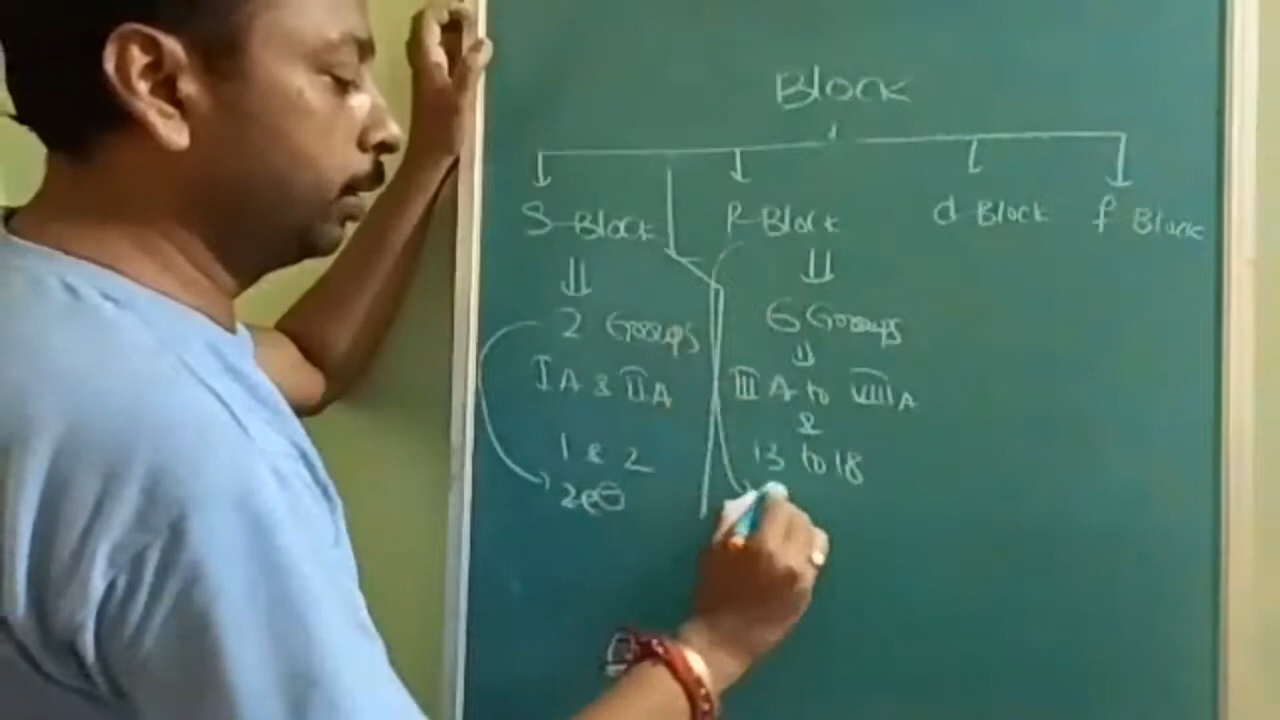 Block
S-Block P-Block d-Block f Block
2 Groups 6 Groups
IA & IIA IIIA to VIIIA
&
1 & 2 13 to 18
2e⊖